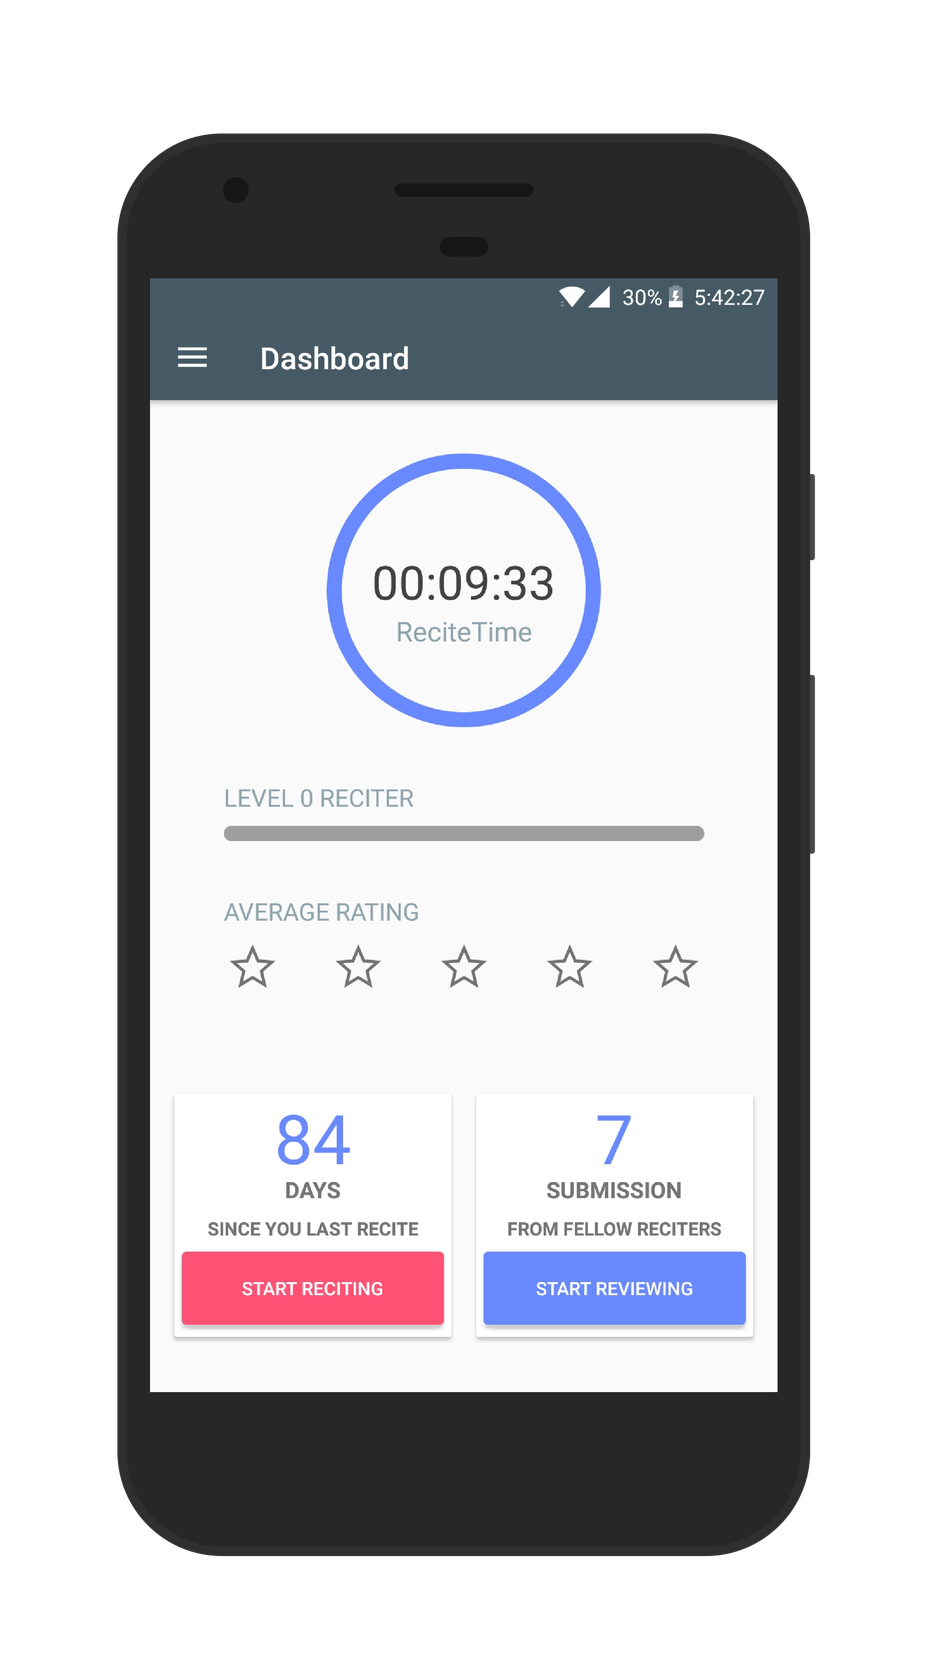 30% 5:42:27
Dashboard
00:09:33
ReciteTime
LEVEL 0 RECITER
AVERAGE RATING
84
DAYS
SINCE YOU LAST RECITE
START RECITING
7
SUBMISSION
FROM FELLOW RECITERS
START REVIEWING